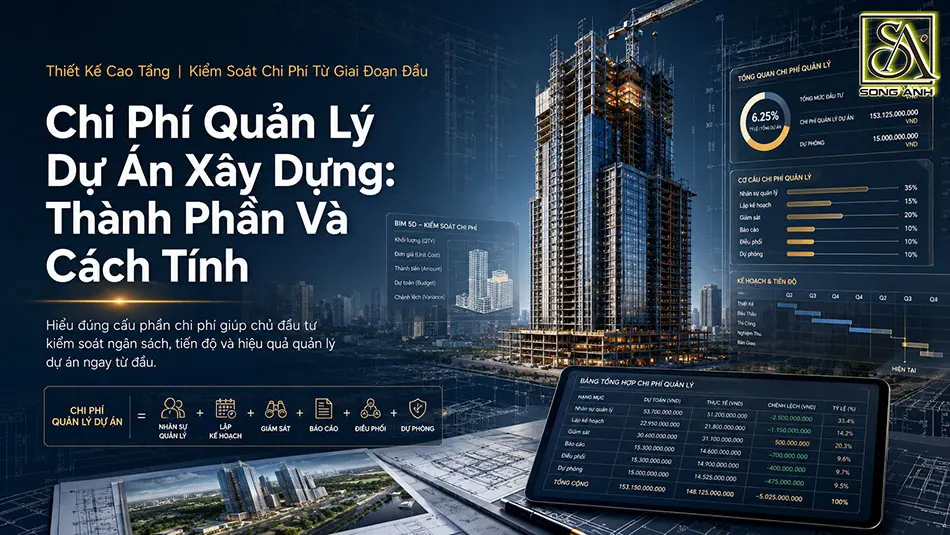 Thiết Kế Cao Tầng | Kiểm Soát Chi Phí Từ Giai Đoạn Đầu
Chi Phí Quản Lý
Dự Án Xây Dựng:
Thành Phần Và
Cách Tính
Hiểu đúng cấu phần chi phí giúp chủ đầu tư
kiểm soát ngân sách, tiến độ và hiệu quả quản lý
dự án ngay từ đầu.
CHI PHÍ
QUẢN LÝ DỰ ÁN
=
NHÂN SỰ
QUẢN LÝ
+
LẬP
KẾ HOẠCH
+
GIÁM SÁT
+
BÁO CÁO
+
ĐIỀU PHỐI
+
DỰ PHÒNG
BIM 5D – KIỂM SOÁT CHI PHÍ
Khối lượng (QTY)
Đơn giá (Unit Cost)
Thành tiền (Amount)
Dự toán (Budget)
Chênh lệch (Variance)
SA
SONG ANH
TỔNG QUAN CHI PHÍ QUẢN LÝ
6.25%
TỶ LỆ / TỔNG DỰ ÁN
TỔNG MỨC ĐẦU TƯ
VND
CHI PHÍ QUẢN LÝ DỰ ÁN
153.125.000.000
VND
DỰ PHÒNG
15.000.000.000
VND
CƠ CẤU CHI PHÍ QUẢN LÝ
Nhân sự quản lý 35%
Lập kế hoạch 15%
Giám sát 20%
Báo cáo 10%
Điều phối 10%
Dự phòng 10%
KẾ HOẠCH & TIẾN ĐỘ
Q2 Q2 Q2 Q3 Q3 Q4
Thiết Kế
Đấu Thầu
Thi Công
Nghiệm Thu
Bàn Giao
HIỆN TẠI
BẢNG TỔNG HỢP CHI PHÍ QUẢN LÝ
HẠNG MỤC DỰ TOÁN (VND) THỰC TẾ (VND) CHÊNH LỆCH (VND) TỶ LỆ (%)
Nhân sự quản lý 53.700.000.000 51.200.000.000 -2.500.000.000 33.4%
Lập kế hoạch 22.950.000.000 21.800.000.000 -1.150.000.000 14.2%
Giám sát 30.600.000.000 31.100.000.000 500.000.000 20.3%
Báo cáo 15.300.000.000 14.600.000.000 -700.000.000 9.6%
Điều phối 15.300.000.000 14.900.000.000 -400.000.000 9.7%
Dự phòng 15.000.000.000 14.525.000.000 -475.000.000 9.5%
TỔNG CỘNG 153.150.000.000 148.125.000.000 -5.025.000.000 100%